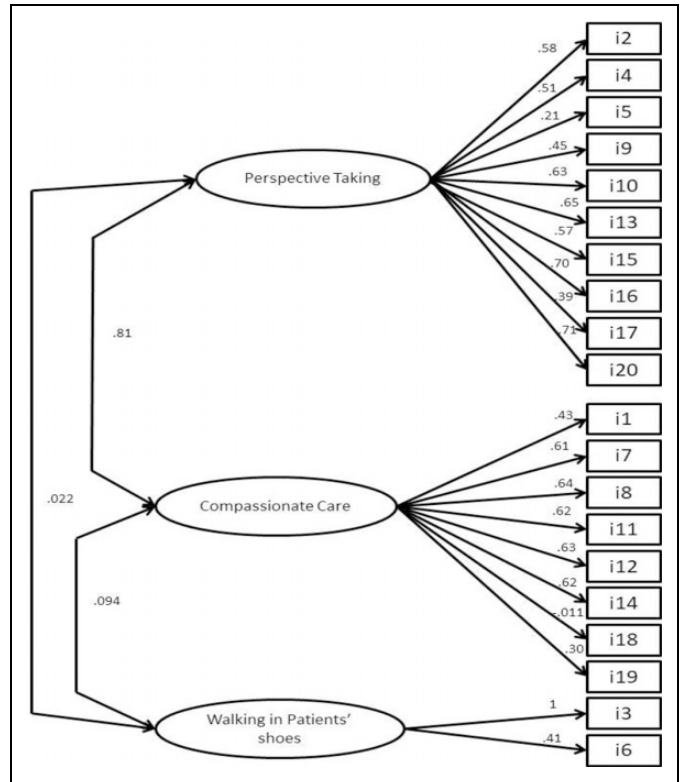 i2
.58
i4
.51
i5
.21
i9
.45
Perspective Taking
.63
i10
.65
i13
.57
i15
.70
i16
.39
i17
.81
.71
i20
.43
i1
.61
i7
.64
i8
.022
Compassionate Care
.62
i11
.63
i12
.094
.62
i14
-.011
i18
.30
i19
Walking in Patients'
shoes
1
i3
.41
i6